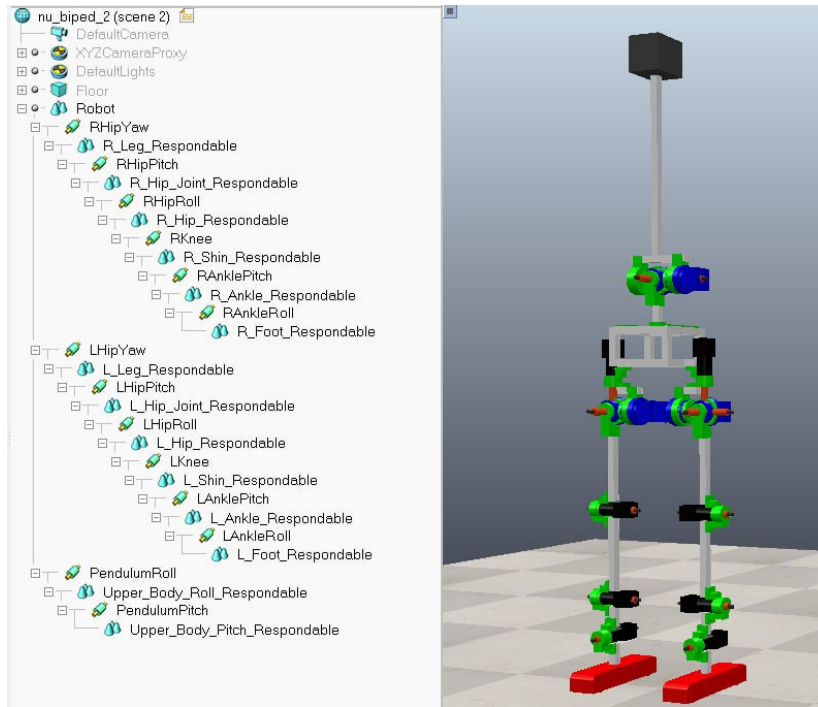 nu_biped_2 (scene 2)
DefaultCamera
XYZCameraProxy
DefaultLights
Floor
Robot
RHipYaw
R_Leg_Respondable
RHipPitch
R_Hip_Joint_Respondable
RHipRoll
R_Hip_Respondable
RKnee
R_Shin_Respondable
RAnklePitch
R_Ankle_Respondable
RAnkleRoll
R_Foot_Respondable
LHipYaw
L_Leg_Respondable
LHipPitch
L_Hip_Joint_Respondable
LHipRoll
L_Hip_Respondable
LKnee
L_Shin_Respondable
LAnklePitch
L_Ankle_Respondable
LAnkleRoll
L_Foot_Respondable
PendulumRoll
Upper_Body_Roll_Respondable
PendulumPitch
Upper_Body_Pitch_Respondable